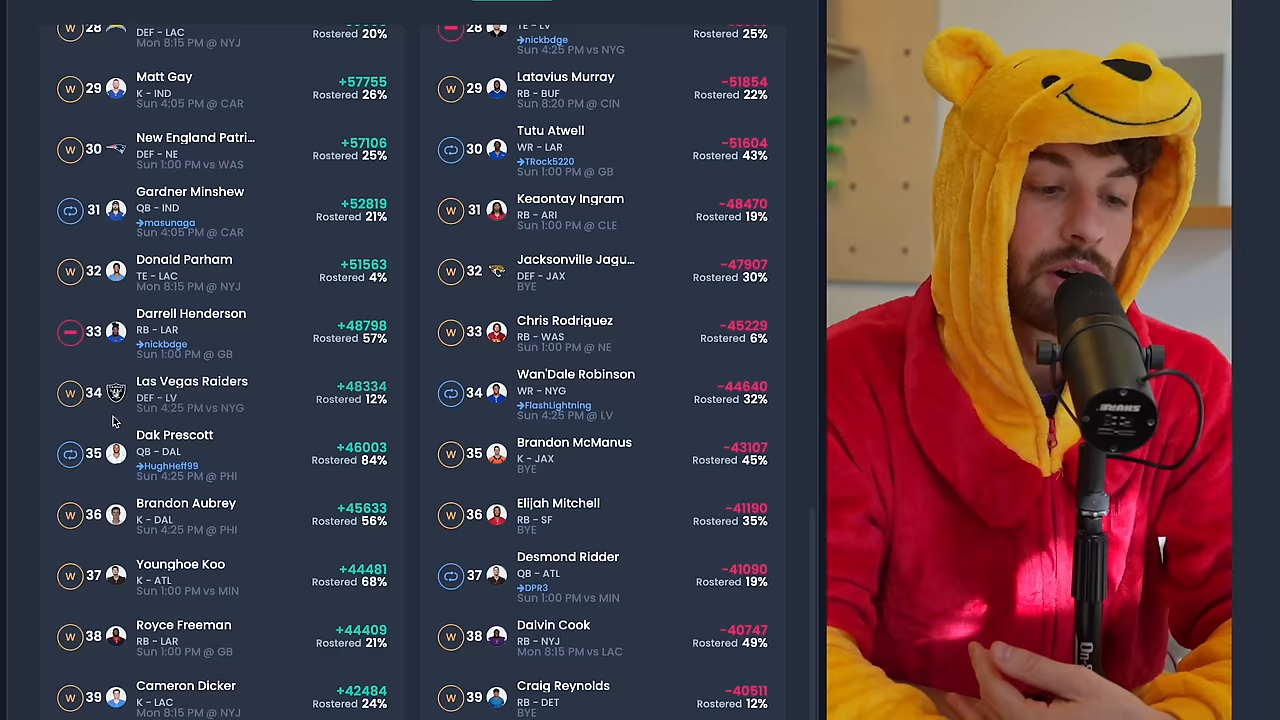 W 28 DEF - LAC Rostered 20%
Mon 8:15 PM @ NYJ
Matt Gay +57755
W 29 K - IND Rostered 26%
Sun 4:05 PM @ CAR
New England Patri... +57106
W 30 DEF - NE Rostered 25%
Sun 1:00 PM vs WAS
Gardner Minshew +52819
31 QB - IND Rostered 21%
masunaga
Sun 4:05 PM @ CAR
Donald Parham +51563
W 32 TE - LAC Rostered 4%
Mon 8:15 PM @ NYJ
Darrell Henderson +48798
33 RB - LAR Rostered 57%
nickbdge
Sun 1:00 PM @ GB
Las Vegas Raiders +48334
W 34 DEF - LV Rostered 12%
Sun 4:25 PM vs NYG
Dak Prescott +46003
35 QB - DAL Rostered 84%
HughHeff99
Sun 4:25 PM @ PHI
Brandon Aubrey +45633
W 36 K - DAL Rostered 56%
Sun 4:25 PM @ PHI
Younghoe Koo +44481
W 37 K - ATL Rostered 68%
Sun 1:00 PM vs MIN
Royce Freeman +44409
W 38 RB - LAR Rostered 21%
Sun 1:00 PM @ GB
Cameron Dicker +42484
W 39 K - LAC Rostered 24%
Mon 8:15 PM @ NYJ
28 TE - LV Rostered 25%
nickbdge
Sun 4:25 PM vs NYG
Latavius Murray -51854
W 29 RB - BUF Rostered 22%
Sun 8:20 PM @ CIN
Tutu Atwell -51604
30 WR - LAR Rostered 43%
TRock5220
Sun 1:00 PM @ GB
Keaontay Ingram -48470
W 31 RB - ARI Rostered 19%
Sun 1:00 PM @ CLE
Jacksonville Jagu... -47907
W 32 DEF - JAX Rostered 30%
BYE
Chris Rodriguez -45229
W 33 RB - WAS Rostered 6%
Sun 1:00 PM @ NE
Wan'Dale Robinson -44640
34 WR - NYG Rostered 32%
FlashLightning
Sun 4:25 PM @ LV
Brandon McManus -43107
W 35 K - JAX Rostered 45%
BYE
Elijah Mitchell -41190
W 36 RB - SF Rostered 35%
BYE
Desmond Ridder -41090
37 QB - ATL Rostered 19%
DPR3
Sun 1:00 PM vs MIN
Dalvin Cook -40747
W 38 RB - NYJ Rostered 49%
Mon 8:15 PM vs LAC
Craig Reynolds -40511
W 39 RB - DET Rostered 12%
BYE
SHURE